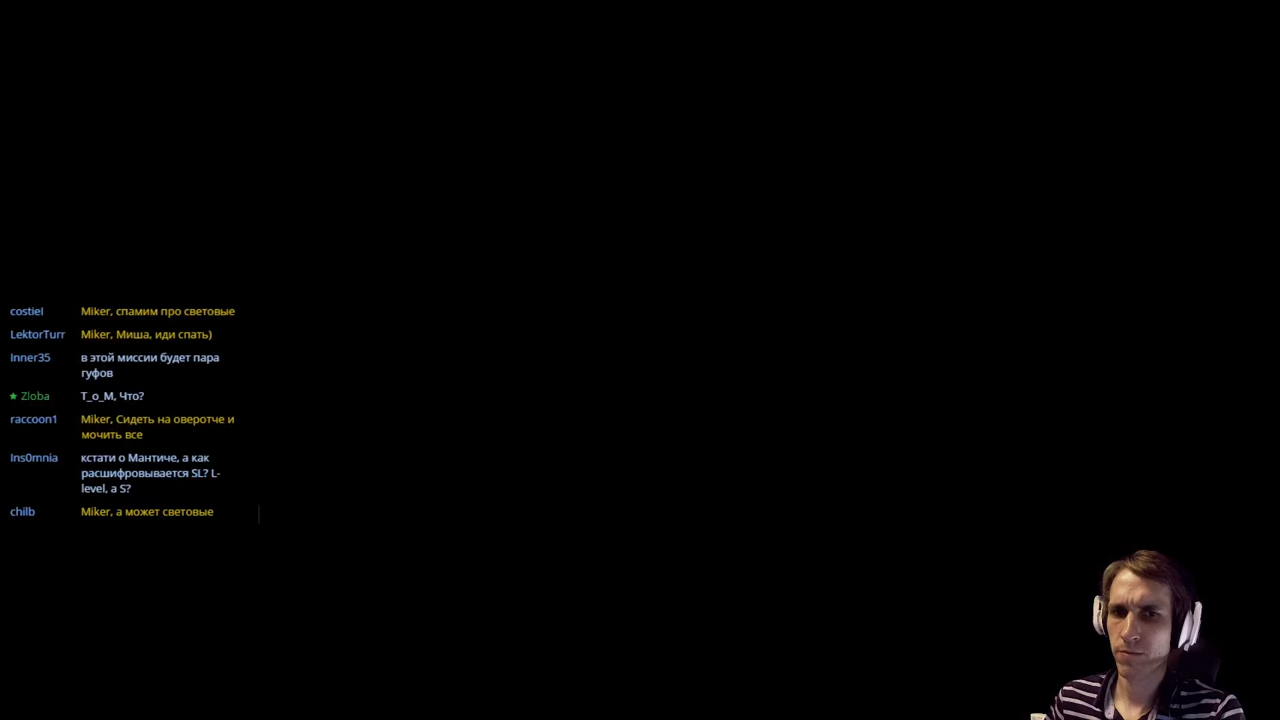 costiel Miker, спамим про световые
LektorTurr Miker, Миша, иди спать)
Inner35 в этой миссии будет пара
гуфов
★ Zloba T_o_M, Что?
raccoon1 Miker, Сидеть на оверотче и
мочить все
Ins0mnia кстати о Мантиче, а как
расшифровывается SL? L-
level, а S?
chilb Miker, а может световые